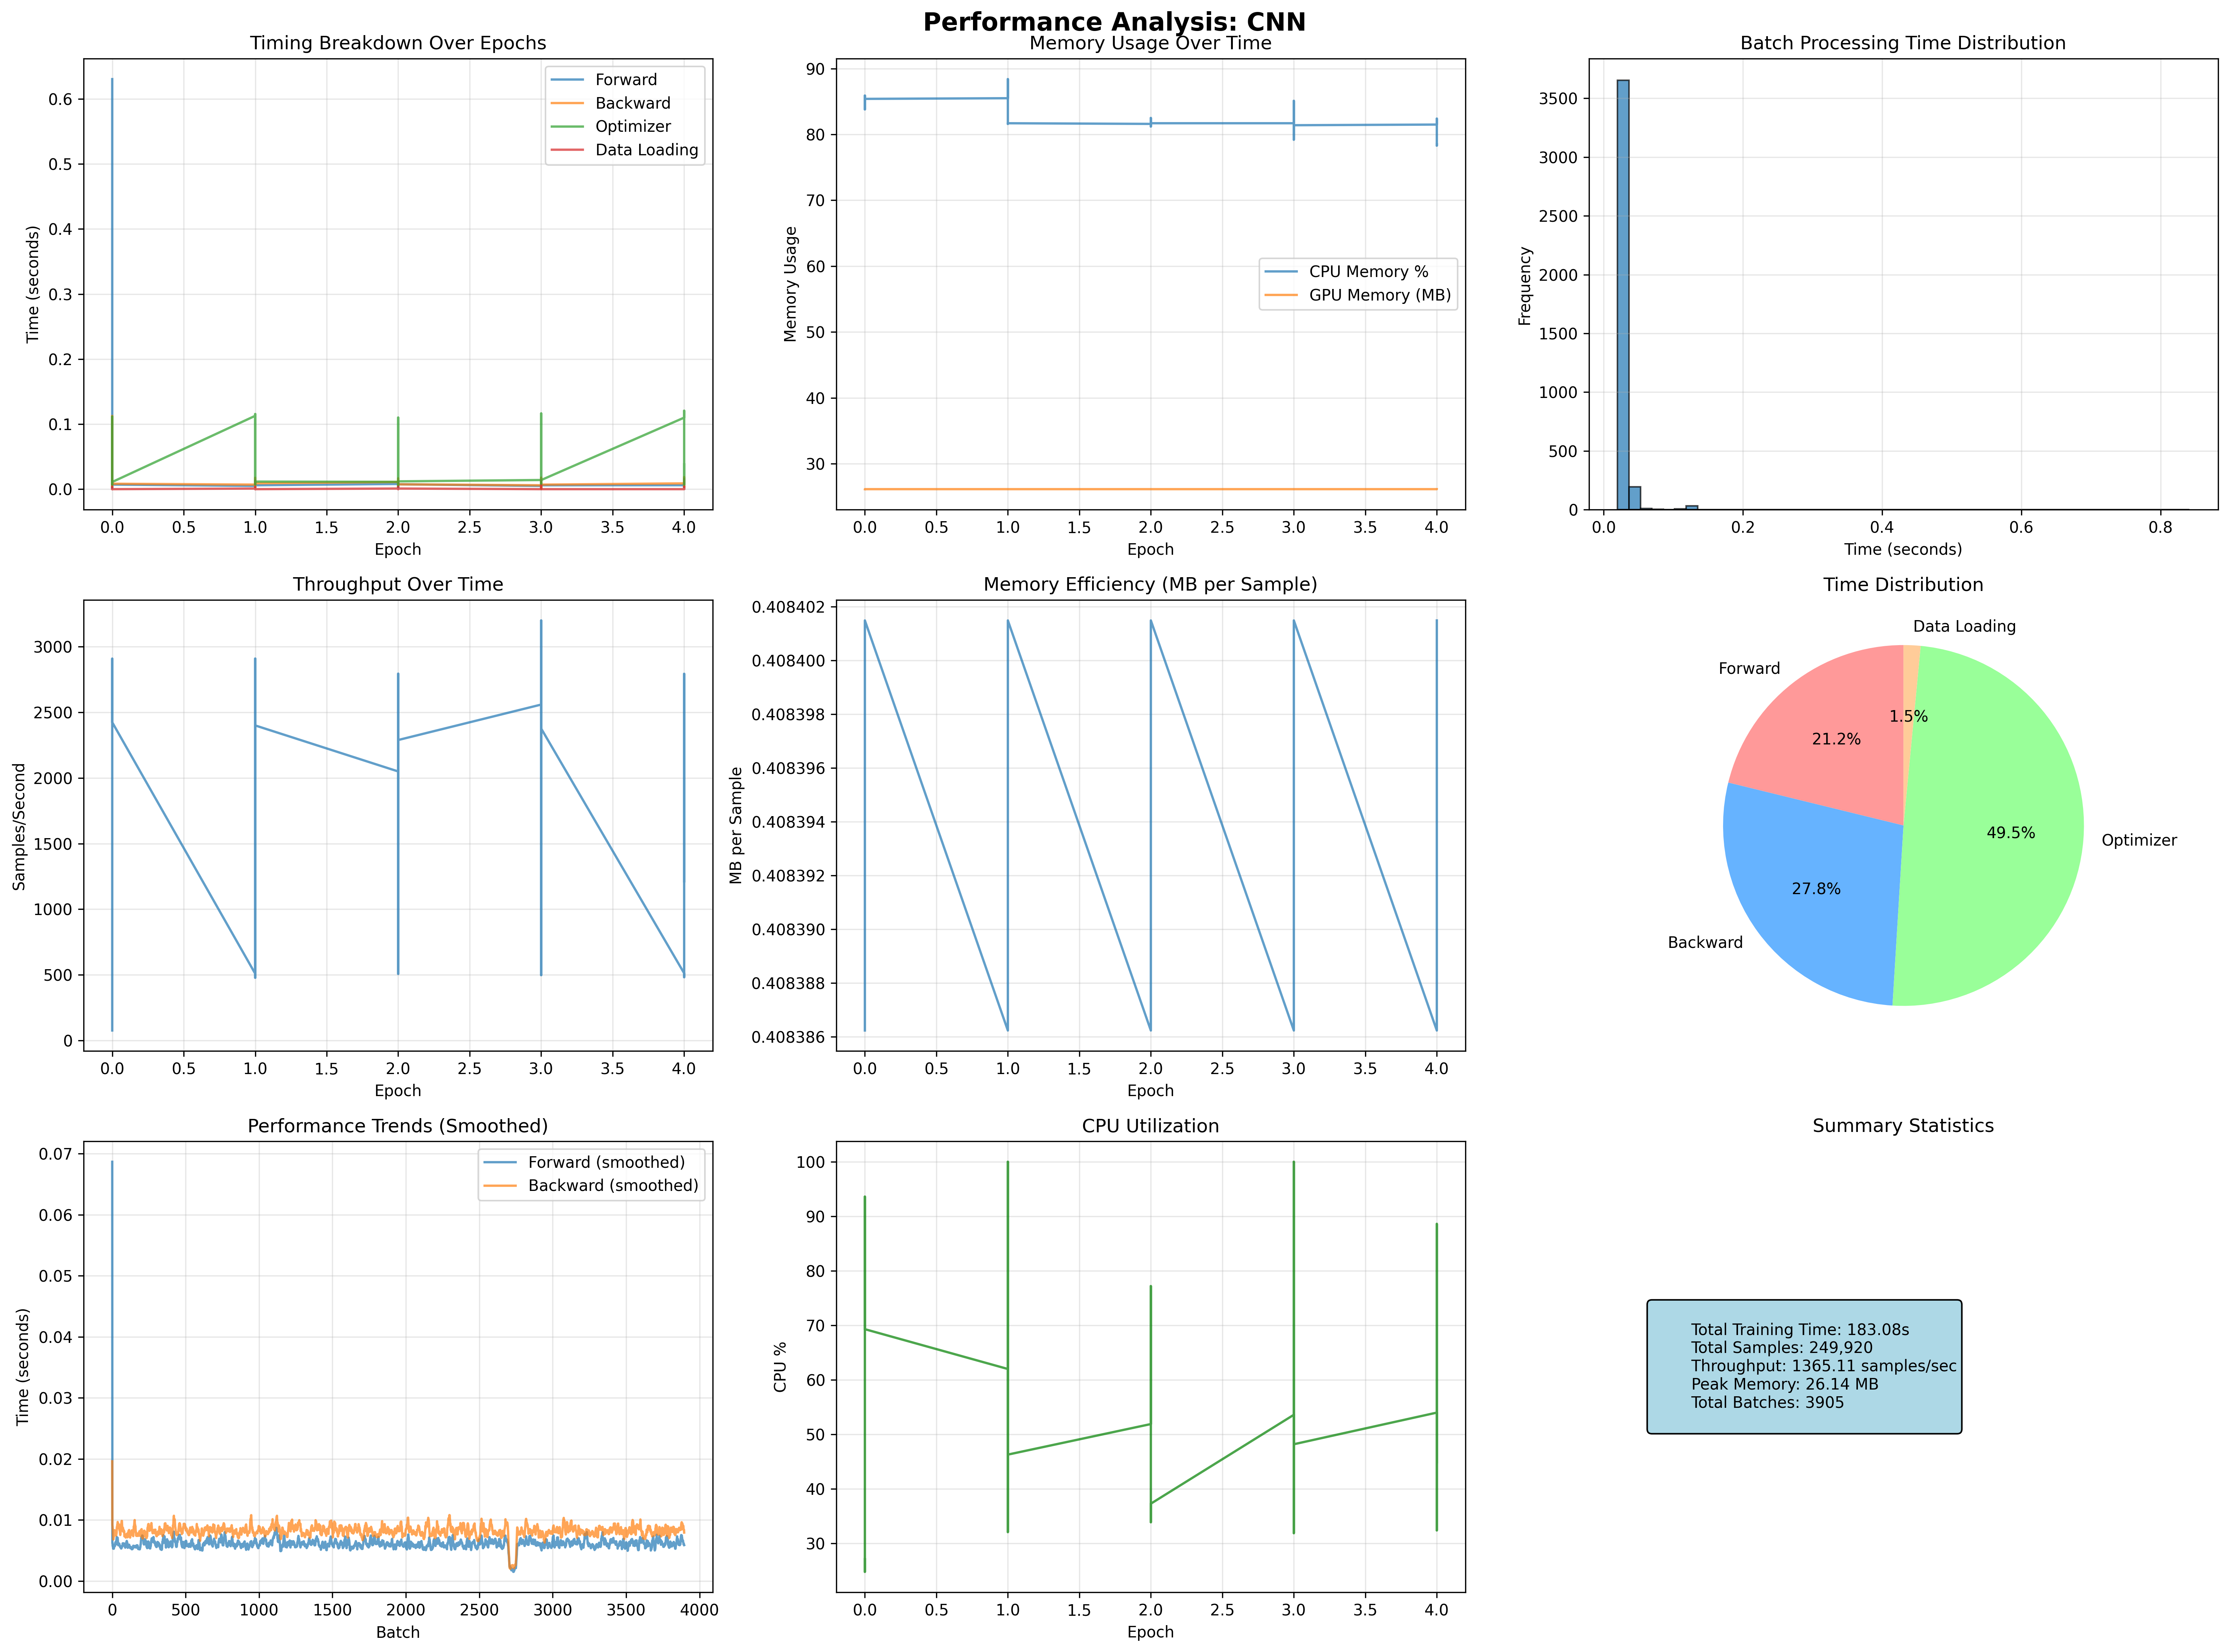 Performance Analysis: CNN
Timing Breakdown Over Epochs
Time (seconds)
0.6
0.5
0.4
0.3
0.2
0.1
0.0
Forward
Backward
Optimizer
Data Loading
0.0 0.5 1.0 1.5 2.0 2.5 3.0 3.5 4.0
Epoch
Memory Usage Over Time
Memory Usage
90
80
70
60
50
40
30
CPU Memory %
GPU Memory (MB)
0.0 0.5 1.0 1.5 2.0 2.5 3.0 3.5 4.0
Epoch
Batch Processing Time Distribution
Frequency
3500
3000
2500
2000
1500
1000
500
0
0.0 0.2 0.4 0.6 0.8
Time (seconds)
Throughput Over Time
Samples/Second
3000
2500
2000
1500
1000
500
0
0.0 0.5 1.0 1.5 2.0 2.5 3.0 3.5 4.0
Epoch
Memory Efficiency (MB per Sample)
MB per Sample
0.408402
0.408400
0.408398
0.408396
0.408394
0.408392
0.408390
0.408388
0.408386
0.0 0.5 1.0 1.5 2.0 2.5 3.0 3.5 4.0
Epoch
Time Distribution
Data Loading
Forward
1.5%
21.2%
49.5%
Optimizer
27.8%
Backward
Performance Trends (Smoothed)
Time (seconds)
0.07
0.06
0.05
0.04
0.03
0.02
0.01
0.00
Forward (smoothed)
Backward (smoothed)
0 500 1000 1500 2000 2500 3000 3500 4000
Batch
CPU Utilization
CPU %
100
90
80
70
60
50
40
30
0.0 0.5 1.0 1.5 2.0 2.5 3.0 3.5 4.0
Epoch
Summary Statistics
Total Training Time: 183.08s
Total Samples: 249,920
Throughput: 1365.11 samples/sec
Peak Memory: 26.14 MB
Total Batches: 3905